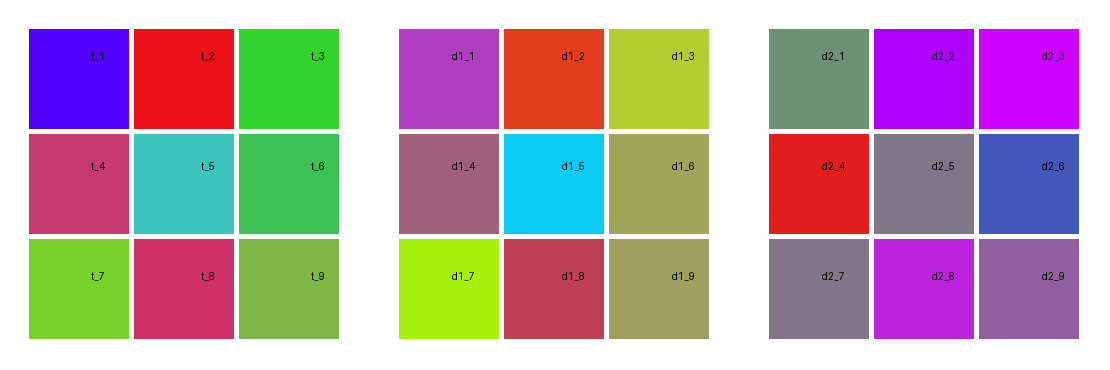 t_1 t_2 t_3 d1_1 d1_2 d1_3 d2_1 d2_2 d2_3
t_4 t_5 t_6 d1_4 d1_5 d1_6 d2_4 d2_5 d2_6
t_7 t_8 t_9 d1_7 d1_8 d1_9 d2_7 d2_8 d2_9